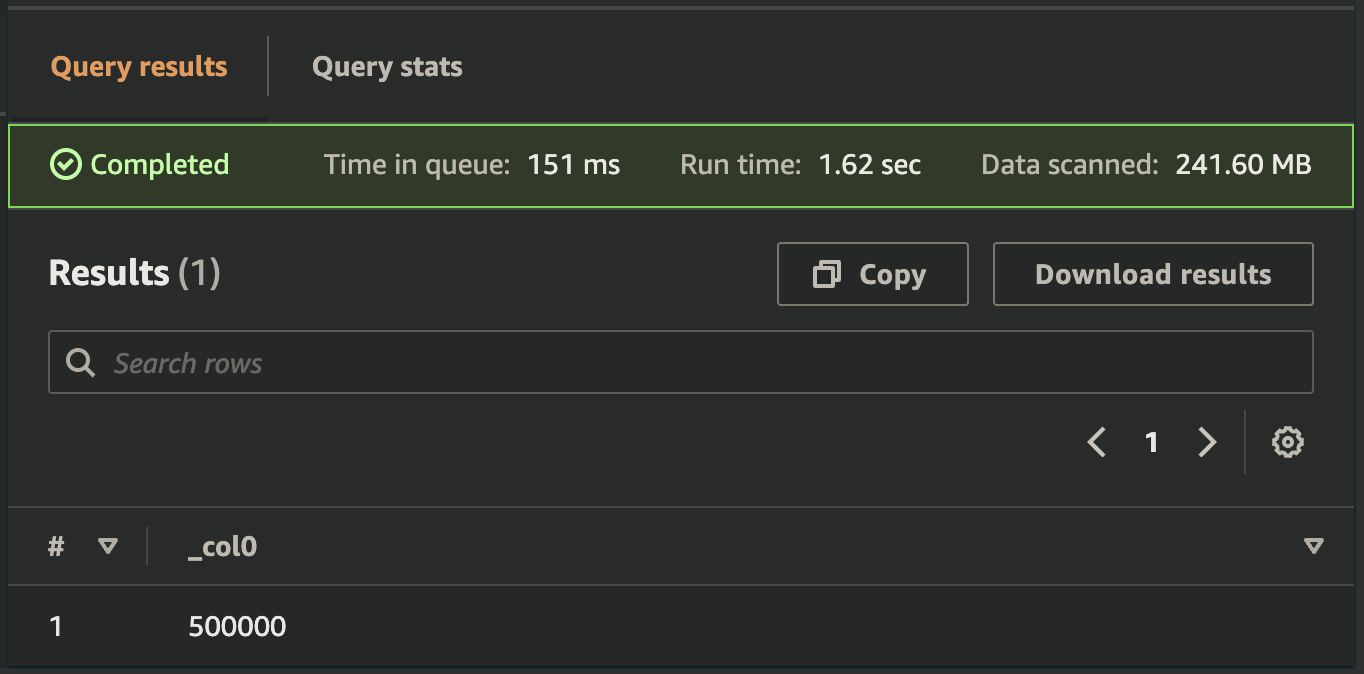 Query results Query stats
Completed Time in queue: 151 ms Run time: 1.62 sec Data scanned: 241.60 MB
Results (1) Copy Download results
Search rows
1
# _col0
1 500000